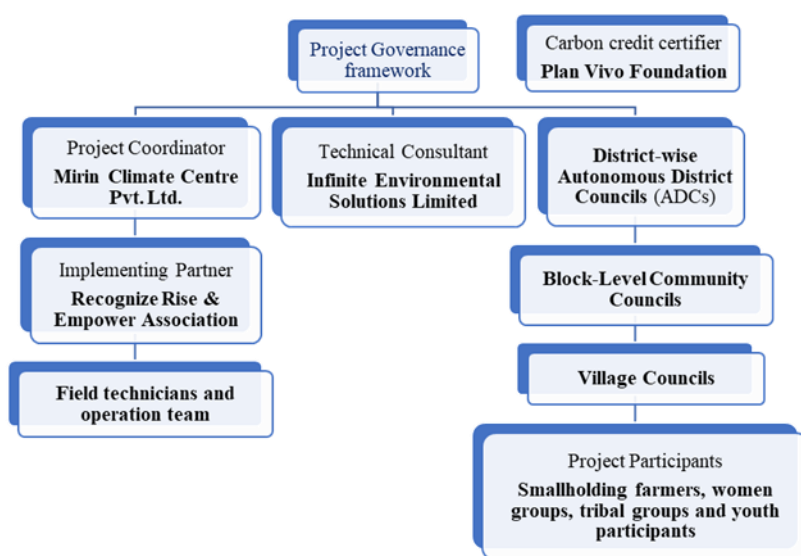 Project Governance
framework
Carbon credit certifier
Plan Vivo Foundation
Project Coordinator
Mirin Climate Centre
Pvt. Ltd.
Technical Consultant
Infinite Environmental
Solutions Limited
District-wise
Autonomous District
Councils (ADCs)
Implementing Partner
Recognize Rise &
Empower Association
Block-Level Community
Councils
Field technicians and
operation team
Village Councils
Project Participants
Smallholding farmers, women
groups, tribal groups and youth
participants